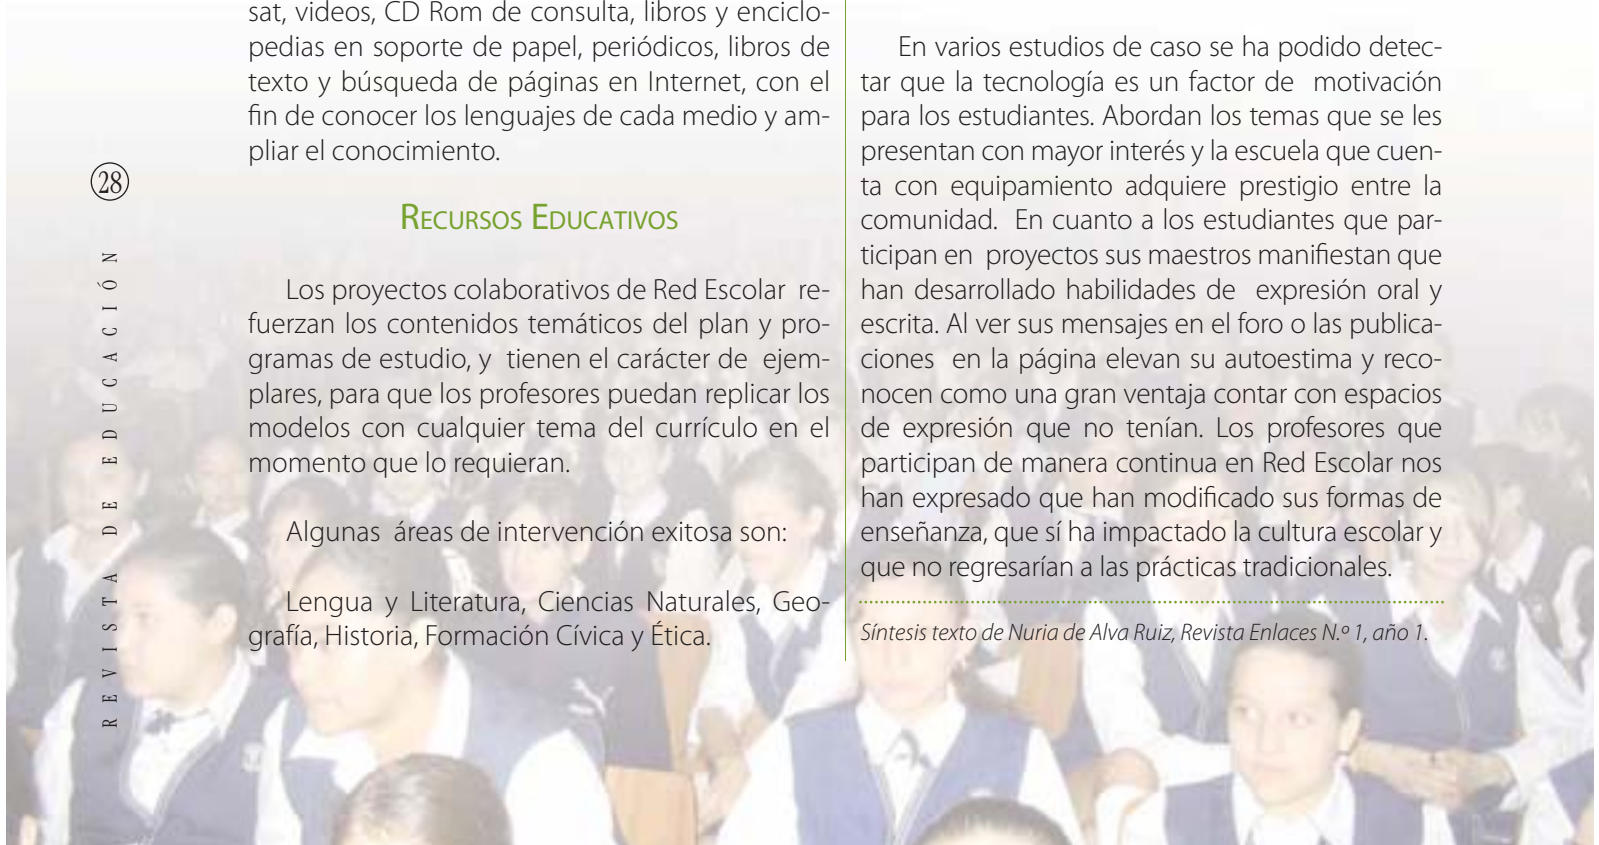 sat, videos, CD Rom de consulta, libros y enciclo-
pedias en soporte de papel, periódicos, libros de
texto y búsqueda de páginas en Internet, con el
fin de conocer los lenguajes de cada medio y am-
pliar el conocimiento.
RECURSOS EDUCATIVOS
Los proyectos colaborativos de Red Escolar re-
fuerzan los contenidos temáticos del plan y pro-
gramas de estudio, y tienen el carácter de ejem-
plares, para que los profesores puedan replicar los
modelos con cualquier tema del currículo en el
momento que lo requieran.
Algunas áreas de intervención exitosa son:
Lengua y Literatura, Ciencias Naturales, Geo-
grafía, Historia, Formación Cívica y Ética.
En varios estudios de caso se ha podido detec-
tar que la tecnología es un factor de motivación
para los estudiantes. Abordan los temas que se les
presentan con mayor interés y la escuela que cuen-
ta con equipamiento adquiere prestigio entre la
comunidad. En cuanto a los estudiantes que par-
ticipan en proyectos sus maestros manifiestan que
han desarrollado habilidades de expresión oral y
escrita. Al ver sus mensajes en el foro o las publica-
ciones en la página elevan su autoestima y reco-
nocen como una gran ventaja contar con espacios
de expresión que no tenían. Los profesores que
participan de manera continua en Red Escolar nos
han expresado que han modificado sus formas de
enseñanza, que sí ha impactado la cultura escolar y
que no regresarían a las prácticas tradicionales.
Síntesis texto de Nuria de Alva Ruiz, Revista Enlaces N.º 1, año 1.
28
REVISTA DE EDUCACIÓN